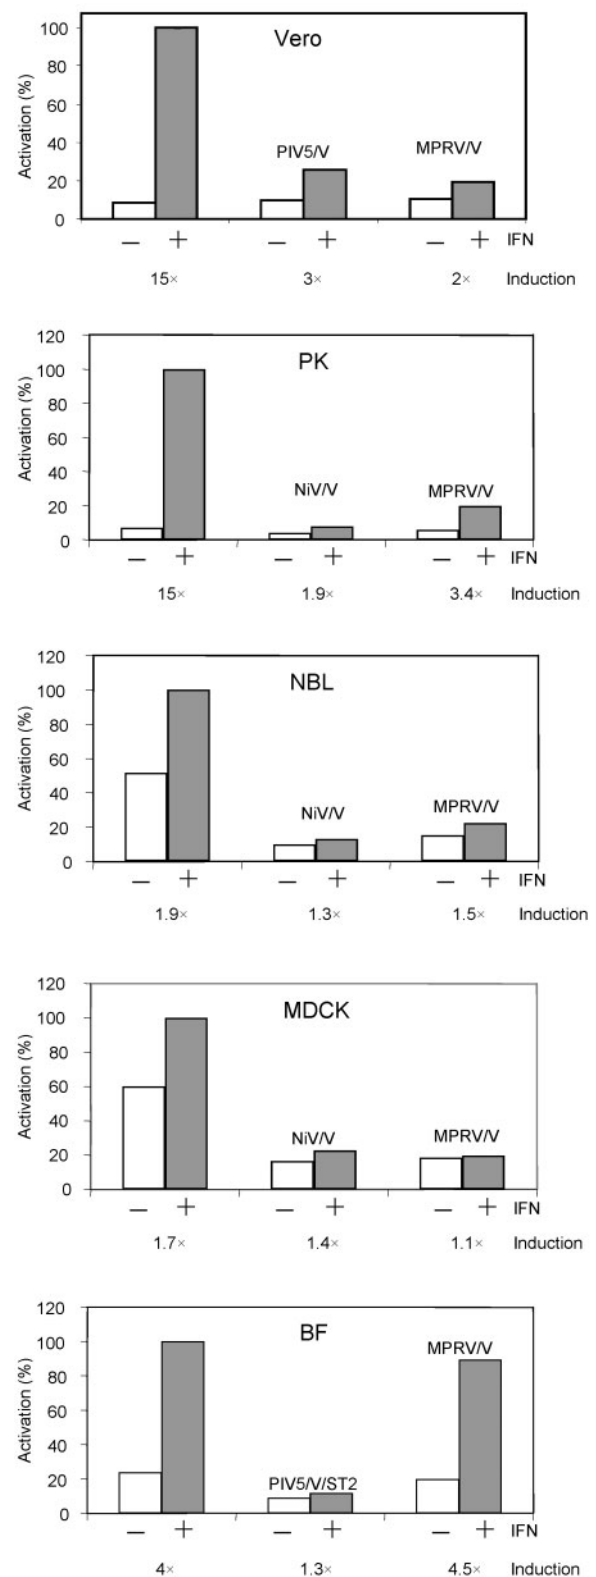 Vero
Activation (%)
100
80
60
40
20
0
PIV5/V
MPRV/V
− + − + − + IFN
15× 3× 2× Induction
PK
Activation (%)
120
100
80
60
40
20
0
NiV/V
MPRV/V
− + − + − + IFN
15× 1.9× 3.4× Induction
NBL
Activation (%)
120
100
80
60
40
20
0
NiV/V
MPRV/V
− + − + − + IFN
1.9× 1.3× 1.5× Induction
MDCK
Activation (%)
120
100
80
60
40
20
0
NiV/V
MPRV/V
− + − + − + IFN
1.7× 1.4× 1.1× Induction
BF
Activation (%)
120
100
80
60
40
20
0
PIV5/V/ST2
MPRV/V
− + − + − + IFN
4× 1.3× 4.5× Induction